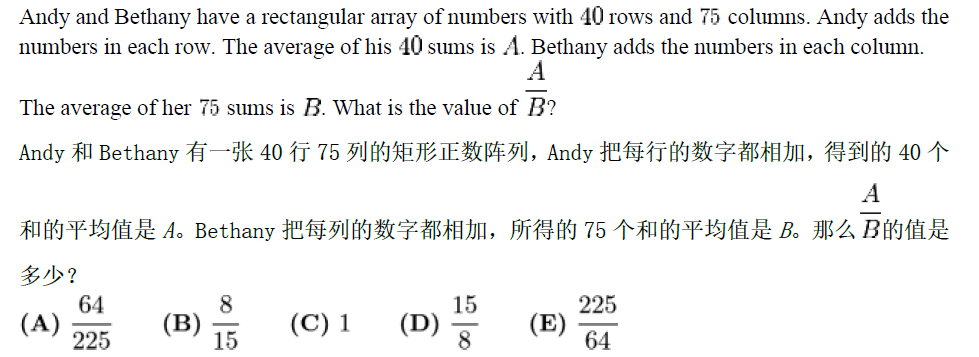 Andy and Bethany have a rectangular array of numbers with 40 rows and 75 columns. Andy adds the
numbers in each row. The average of his 40 sums is A. Bethany adds the numbers in each column.
The average of her 75 sums is B. What is the value of A/B?
Andy 和 Bethany 有一张 40 行 75 列的矩形正数阵列，Andy 把每行的数字都相加，得到的 40 个
和的平均值是 A。Bethany 把每列的数字都相加，所得的 75 个和的平均值是 B。那么 A/B 的值是
多少？
(A) 64/225 (B) 8/15 (C) 1 (D) 15/8 (E) 225/64